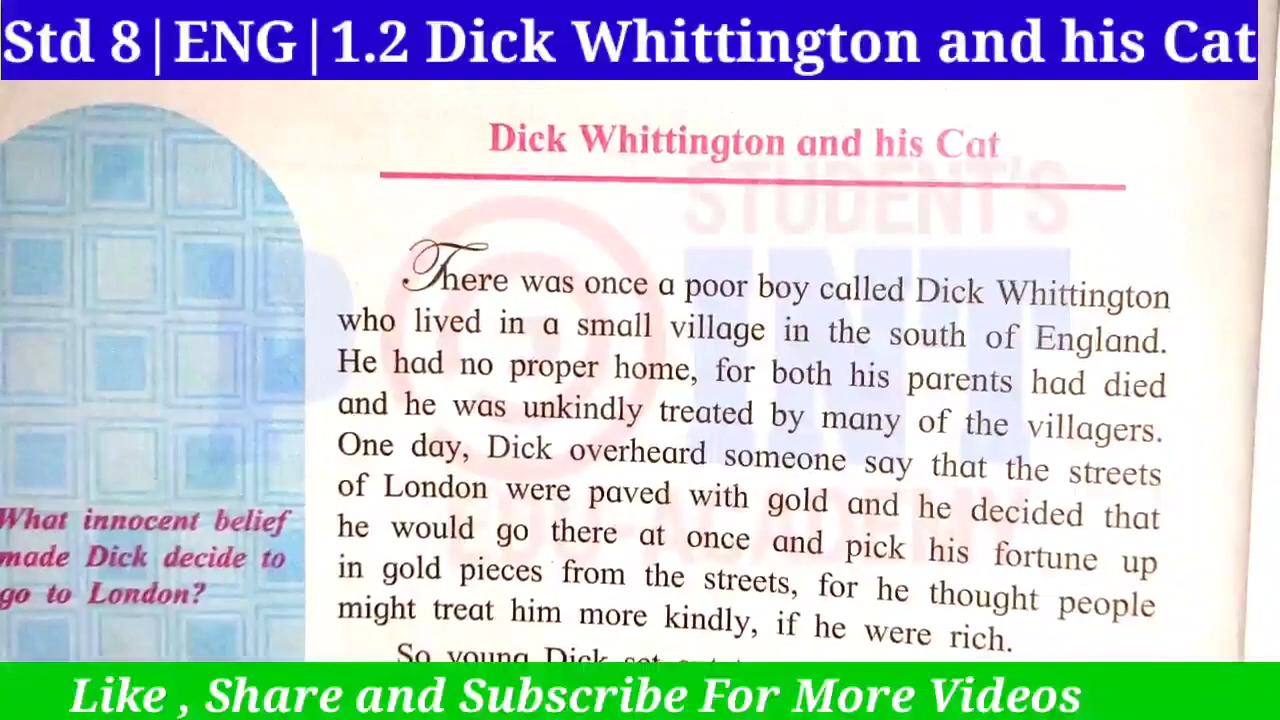 Std 8|ENG|1.2 Dick Whittington and his Cat
Dick Whittington and his Cat
STUDENT'S
There was once a poor boy called Dick Whittington
who lived in a small village in the south of England.
He had no proper home, for both his parents had died
and he was unkindly treated by many of the villagers.
One day, Dick overheard someone say that the streets
of London were paved with gold and he decided that
he would go there at once and pick his fortune up
in gold pieces from the streets, for he thought people
might treat him more kindly, if he were rich.
So young Dick set
What innocent belief
made Dick decide to
go to London?
Like , Share and Subscribe For More Videos